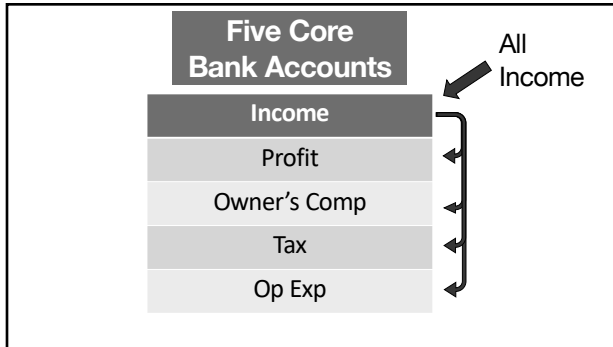 Five Core
Bank Accounts
All
Income
Income
Profit
Owner’s Comp
Tax
Op Exp